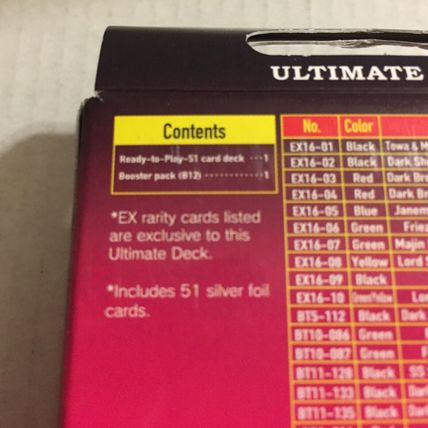 ULTIMATE
Contents
Ready-to-Play-51 card deck ···1
Booster pack (B12) ············1
*EX rarity cards listed
are exclusive to this
Ultimate Deck.
*Includes 51 silver foil
cards.
No. Color
EX16-01 Black Towa & M
EX16-02 Black Dark Sh
EX16-03 Red Dark Bro
EX16-04 Red Dark Br
EX16-05 Blue Janem
EX16-06 Green Friez
EX16-07 Green Majin
EX16-08 Yellow Lord
EX16-09 Black
EX16-10 Green/Yellow Lor
BT5-112 Black Dark
BT10-086 Green
BT10-087 Green
BT11-129 Black SS
BT11-133 Black Dar
BT11-135 Black Dar